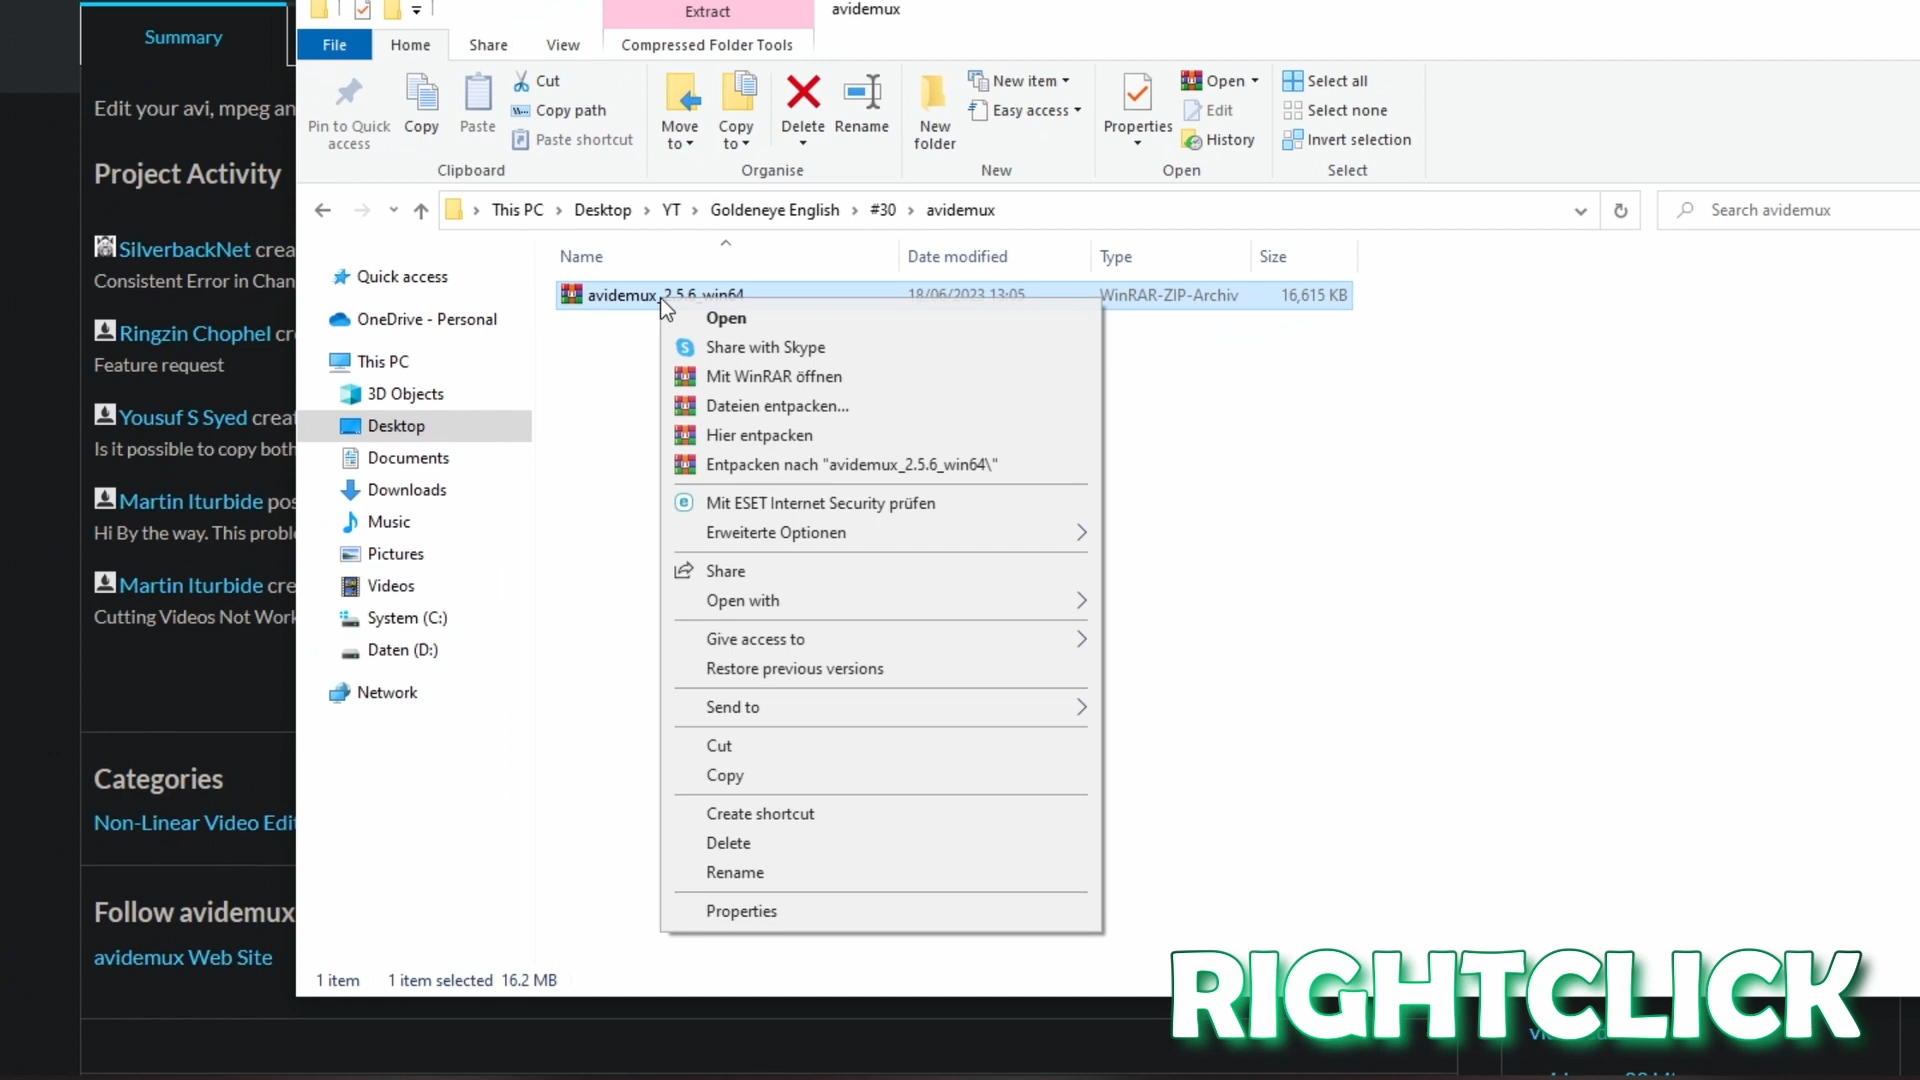 Summary
Edit your avi, mpeg an
Project Activity
SilverbackNet crea
Consistent Error in Chan
Ringzin Chophel cr
Feature request
Yousuf S Syed creat
Is it possible to copy both
Martin Iturbide pos
Hi By the way. This proble
Martin Iturbide cre
Cutting Videos Not Work
Categories
Non-Linear Video Edit
Follow avidemux
avidemux Web Site
Extract
avidemux
File
Home
Share
View
Compressed Folder Tools
Pin to Quick
access
Copy
Paste
Cut
Copy path
Paste shortcut
Clipboard
Move
to
Copy
to
Delete
Rename
Organise
New
folder
New item
Easy access
New
Properties
Open
Edit
History
Open
Select all
Select none
Invert selection
Select
This PC > Desktop > YT > Goldeneye English > #30 > avidemux
Search avidemux
Quick access
OneDrive - Personal
This PC
3D Objects
Desktop
Documents
Downloads
Music
Pictures
Videos
System (C:)
Daten (D:)
Network
Name Date modified Type Size
avidemux_2.5.6_win64 18/06/2023 13:05 WinRAR-ZIP-Archiv 16,615 KB
Open
Share with Skype
Mit WinRAR öffnen
Dateien entpacken...
Hier entpacken
Entpacken nach "avidemux_2.5.6_win64\"
Mit ESET Internet Security prüfen
Erweiterte Optionen
Share
Open with
Give access to
Restore previous versions
Send to
Cut
Copy
Create shortcut
Delete
Rename
Properties
1 item 1 item selected 16.2 MB
RIGHTCLICK